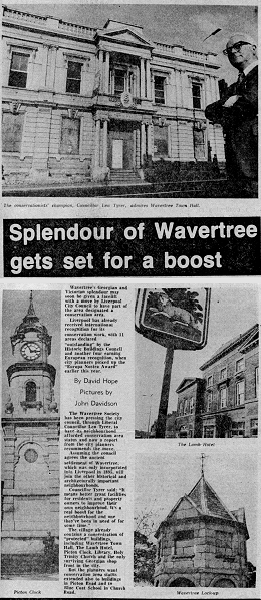 The conservationists' champion, Councillor Len Tyrer, admires Wavertree Town Hall.
Splendour of Wavertree
gets set for a boost
Wavertree's Georgian and
Victorian splendour may
soon be given a facelift
with a move by Liverpool
City Council to have part of
the area designated a
conservation area.
Liverpool has already
received international
recognition for its
conservation work, with 11
areas declared
"outstanding" by the
Historic Buildings Council
and another four earning
European recognition, when
city planners picked up the
"Europa Nostra Award"
earlier this year.
By David Hope
Pictures by
John Davidson
The Wavertree Society
has been pressing the city
council, through Liberal
Councillor Len Tyrer, to
have its neighbourhood
afforded conservation area
status and now a report
from the city planners
recommends the move.
Assuming the council
agrees the ancient
settlement of Wavertree,
which was only incorporated
into Liverpool in 1895, will
join the other historical and
architecturally important
neighbourhoods.
Councillor Tyrer said: "It
means better grant facilities
for resident and property
owners to improve their
own neighbourhood. It's a
real boost for the
neighbourhood and one
they've been in need of for
some time."
The village already
contains a concentration of
"protected" buildings,
including Wavertree Town
Hall, The Lamb Hotel,
Picton Clock, Library, Holy
Trinity Church and the only
surviving Georgian shop
front in the city.
But the planners want
conservation area status
extended also to buildings
in Picton Road and the
Blue Coat School in Church
Road.
Picton Clock
The Lamb Hotel
Wavertree Lock-up